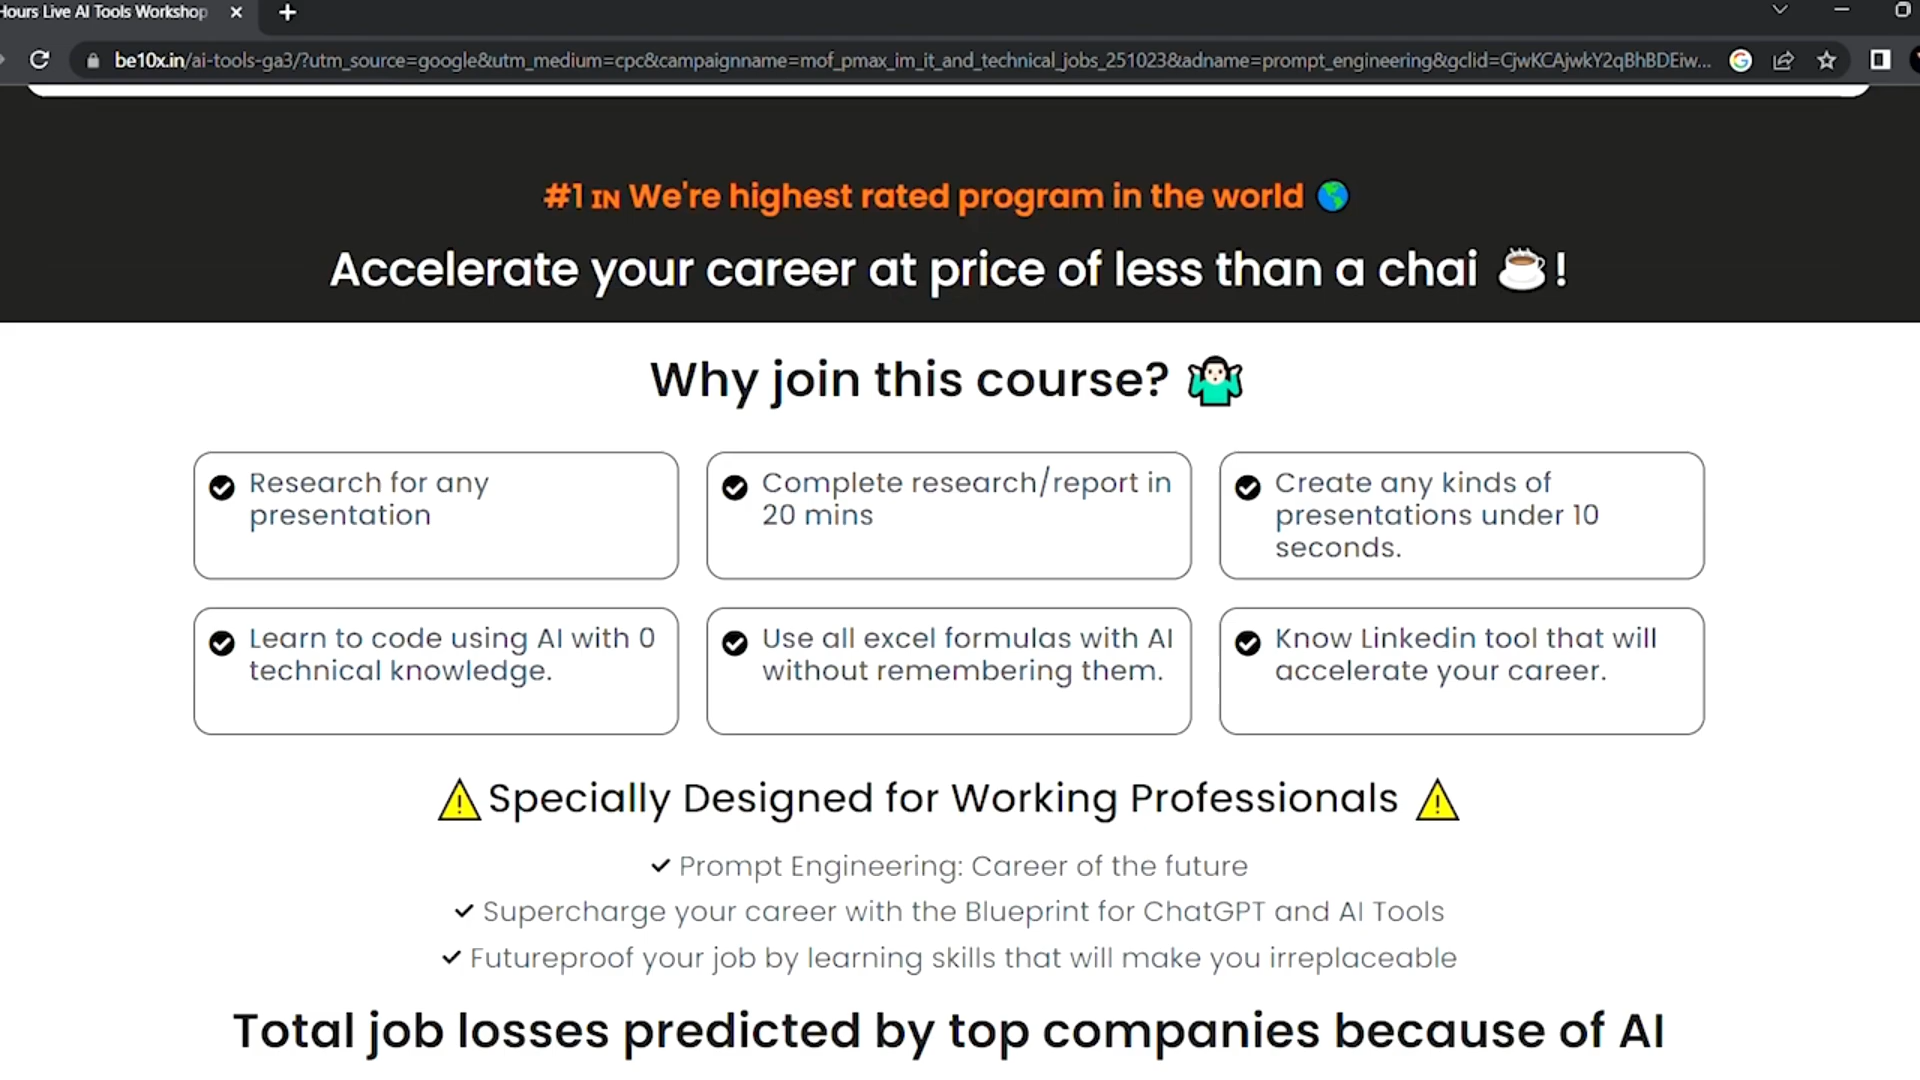 Hours Live AI Tools Workshop
be10x.in/ai-tools-ga3/?utm_source=google&utm_medium=cpc&campaignname=mof_pmax_im_it_and_technical_jobs_251023&adname=prompt_engineering&gclid=CjwKCAjwkY2qBhBDEiw...
#1 IN We're highest rated program in the world 🌎
Accelerate your career at price of less than a chai ☕ !
Why join this course? 🤷🏻‍♂️
Research for any
presentation
Complete research/report in
20 mins
Create any kinds of
presentations under 10
seconds.
Learn to code using AI with 0
technical knowledge.
Use all excel formulas with AI
without remembering them.
Know Linkedin tool that will
accelerate your career.
⚠ Specially Designed for Working Professionals ⚠
✔ Prompt Engineering: Career of the future
✔ Supercharge your career with the Blueprint for ChatGPT and AI Tools
✔ Futureproof your job by learning skills that will make you irreplaceable
Total job losses predicted by top companies because of AI